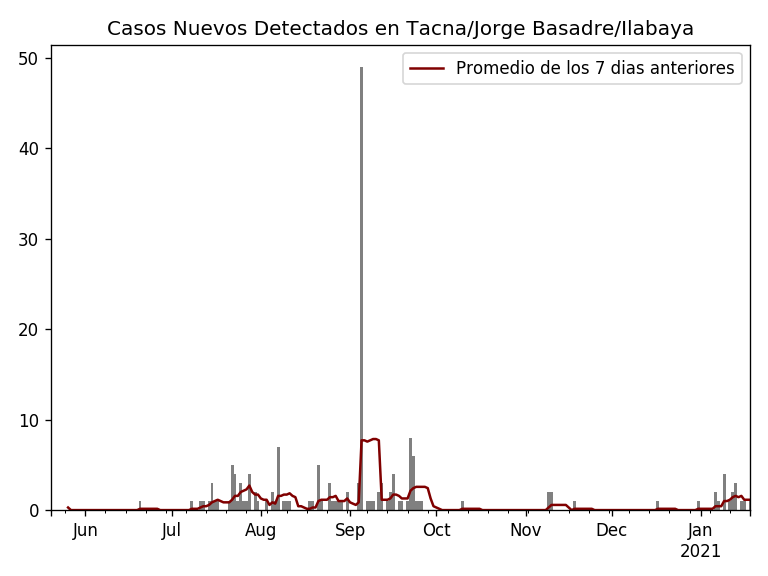 Casos Nuevos Detectados en Tacna/Jorge Basadre/Ilabaya
Promedio de los 7 dias anteriores
50
40
30
20
10
0
Jun Jul Aug Sep Oct Nov Dec Jan
2021